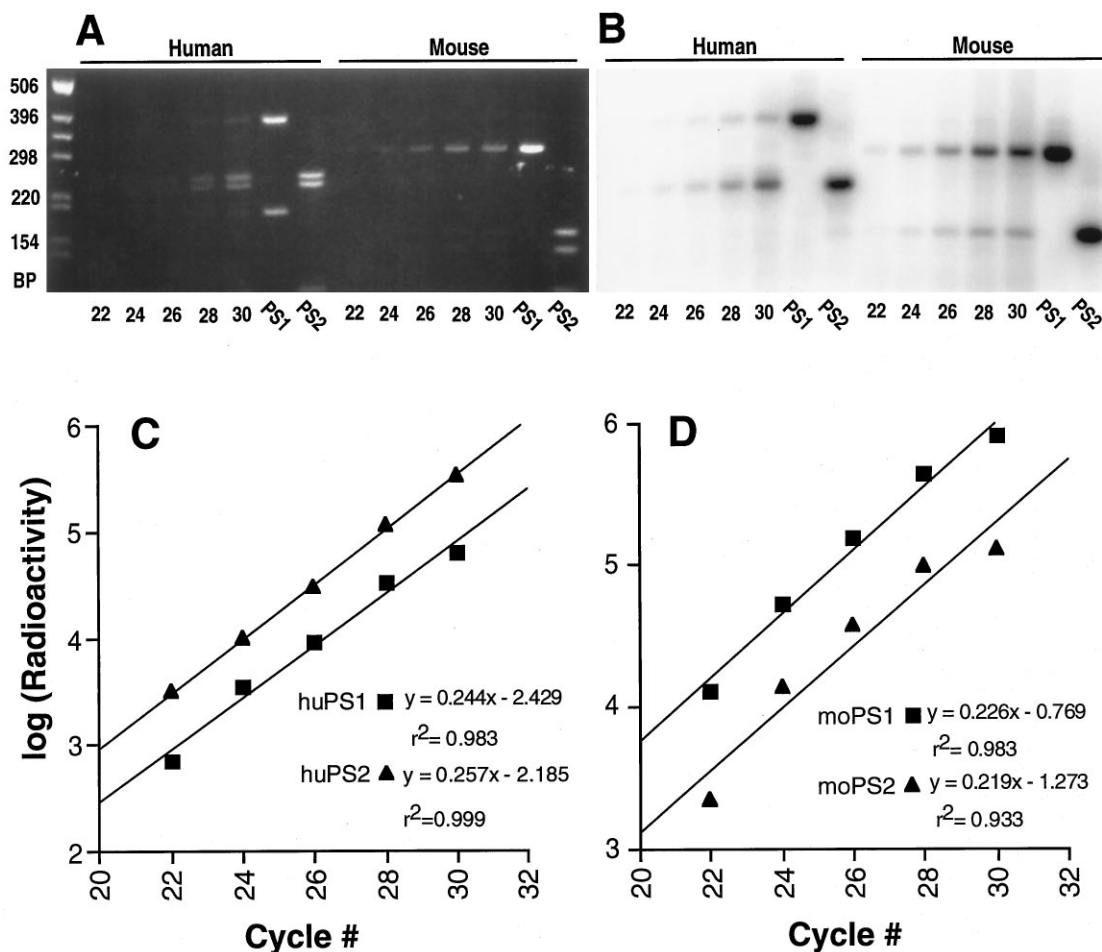 A
B
Human
Mouse
Human
Mouse
506
396
298
220
154
BP
22 24 26 28 30 PS1 PS2 22 24 26 28 30 PS1 PS2
22 24 26 28 30 PS1 PS2 22 24 26 28 30 PS1 PS2
C
log (Radioactivity)
6
5
4
3
2
huPS1 ■ y = 0.244x - 2.429
r2= 0.983
huPS2 ▲ y = 0.257x - 2.185
r2=0.999
20 22 24 26 28 30 32
Cycle #
D
6
5
4
3
moPS1 ■ y = 0.226x - 0.769
r2= 0.983
moPS2 ▲ y = 0.219x - 1.273
r2= 0.933
20 22 24 26 28 30 32
Cycle #